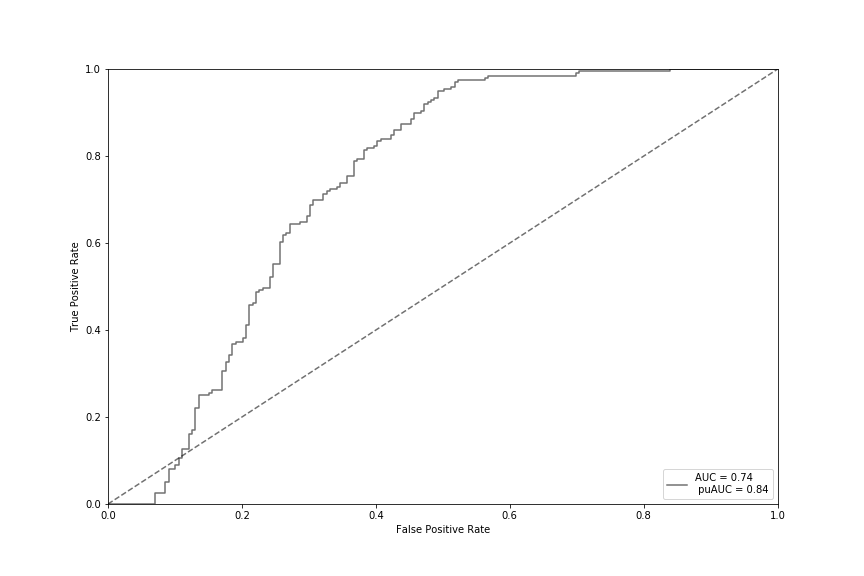 1.0
0.8
0.6
0.4
0.2
0.0
True Positive Rate
0.0 0.2 0.4 0.6 0.8 1.0
False Positive Rate
AUC = 0.74
puAUC = 0.84